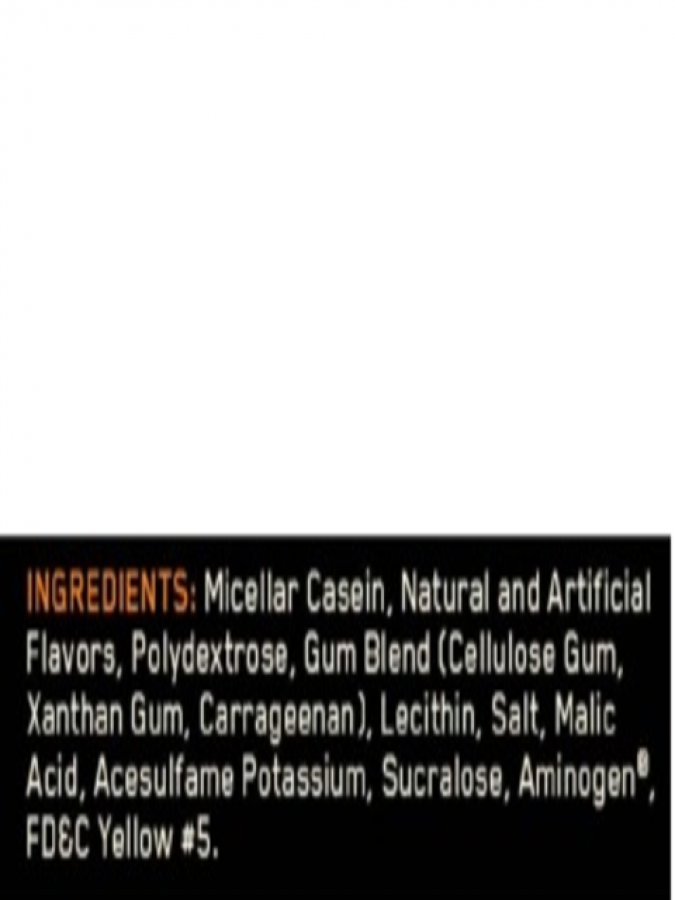 INGREDIENTS: Micellar Casein, Natural and Artificial
Flavors, Polydextrose, Gum Blend (Cellulose Gum,
Xanthan Gum, Carrageenan), Lecithin, Salt, Malic
Acid, Acesulfame Potassium, Sucralose, Aminogen®,
FD&C Yellow #5.